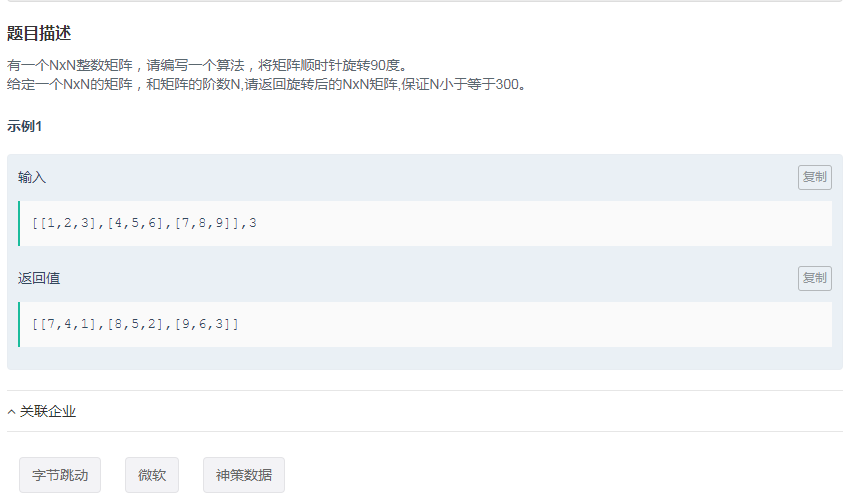 题目描述
有一个NxN整数矩阵，请编写一个算法，将矩阵顺时针旋转90度。
给定一个NxN的矩阵，和矩阵的阶数N,请返回旋转后的NxN矩阵,保证N小于等于300。
示例1
输入
复制
[[1,2,3],[4,5,6],[7,8,9]],3
返回值
复制
[[7,4,1],[8,5,2],[9,6,3]]
关联企业
字节跳动 微软 神策数据